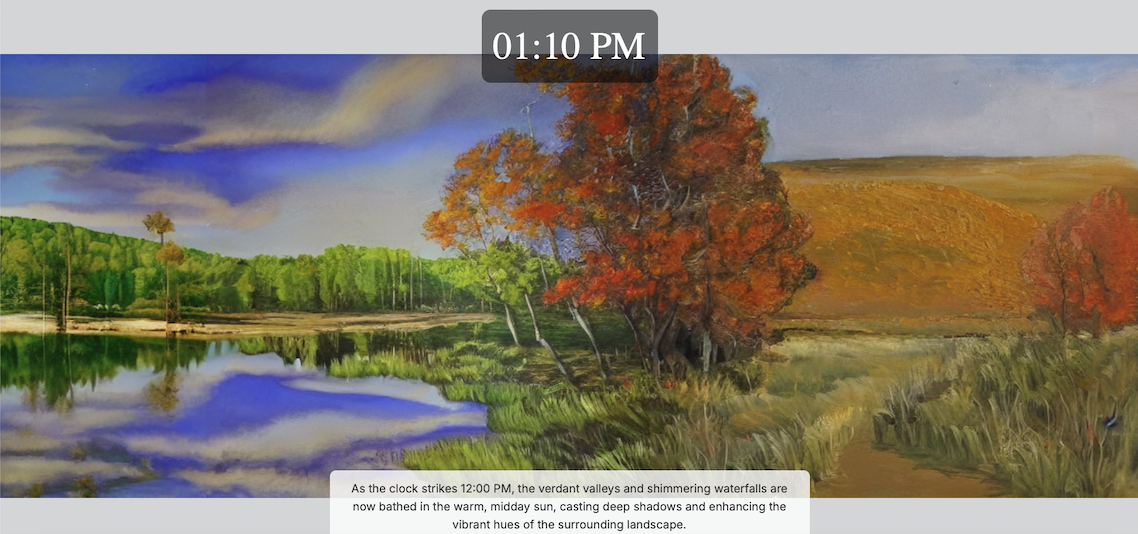 01:10 PM
As the clock strikes 12:00 PM, the verdant valleys and shimmering waterfalls are
now bathed in the warm, midday sun, casting deep shadows and enhancing the
vibrant hues of the surrounding landscape.